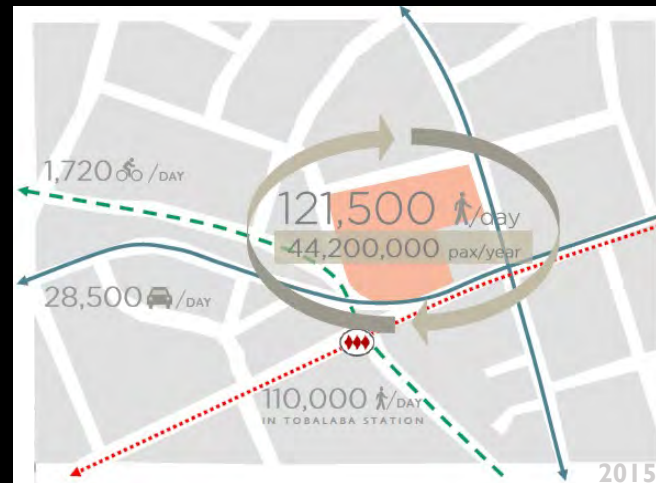 1,720 /DAY
121,500 /day
44,200,000 pax/year
28,500 /DAY
110,000 /DAY
IN TOBALABA STATION
2015